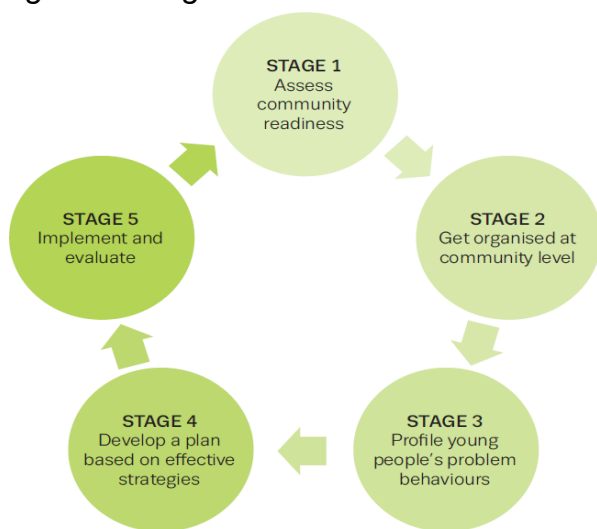 STAGE 1
Assess
community
readiness
STAGE 2
Get organised at
community level
STAGE 3
Profile young
people's problem
behaviours
STAGE 4
Develop a plan
based on effective
strategies
STAGE 5
Implement and
evaluate